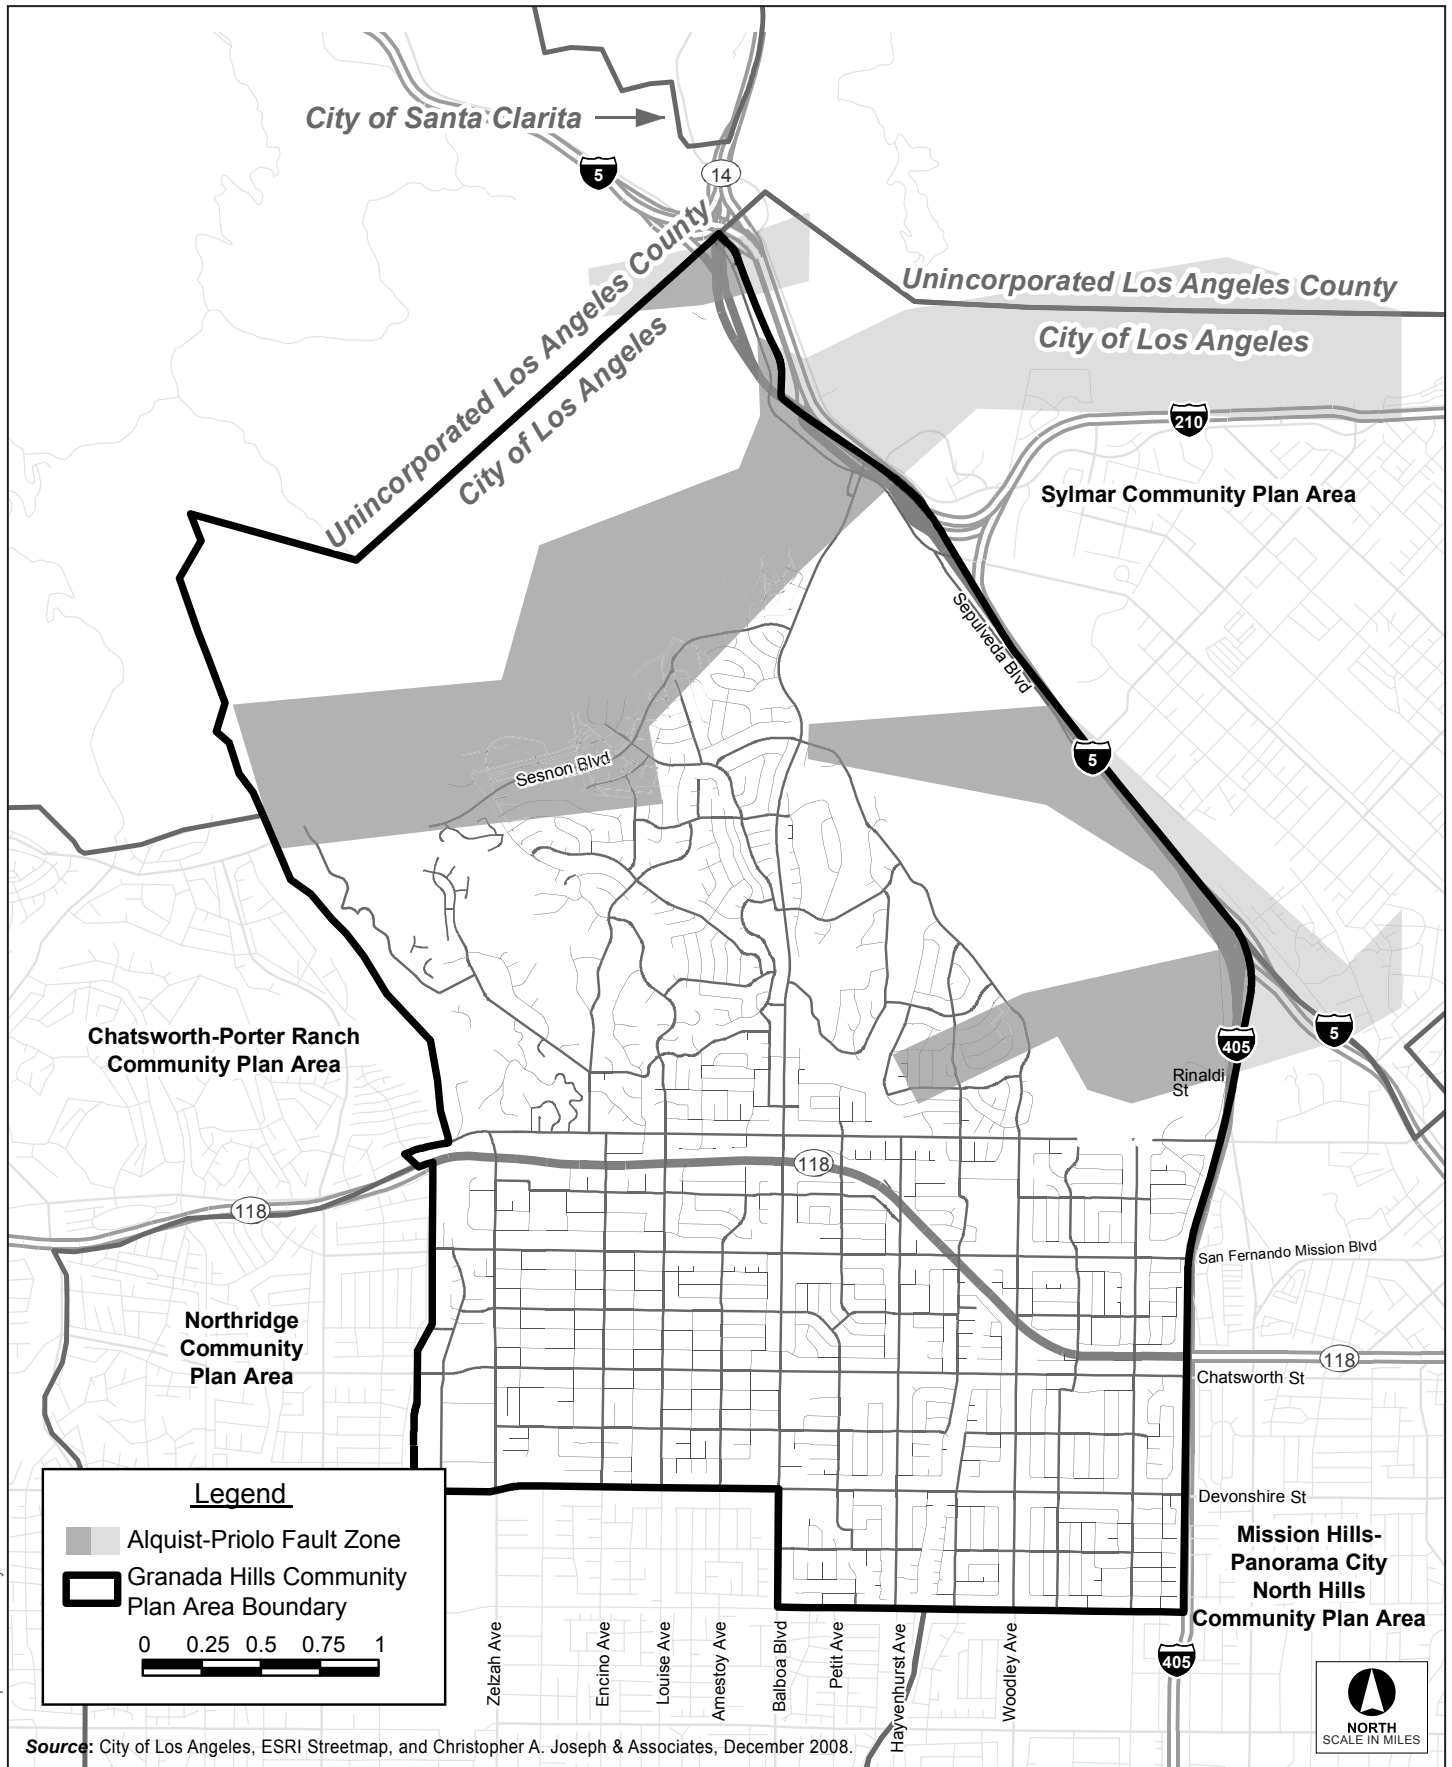 City of Santa Clarita
5
14
Unincorporated Los Angeles County
City of Los Angeles
Unincorporated Los Angeles County
City of Los Angeles
210
Sylmar Community Plan Area
Sepulveda Blvd
5
Sesnon Blvd
Chatsworth-Porter Ranch
Community Plan Area
405
5
Rinaldi
St
118
118
San Fernando Mission Blvd
Northridge
Community
Plan Area
118
Chatsworth St
Devonshire St
Mission Hills-
Panorama City
North Hills
Community Plan Area
405
Legend
Alquist-Priolo Fault Zone
Granada Hills Community
Plan Area Boundary
0 0.25 0.5 0.75 1
Zelzah Ave
Encino Ave
Louise Ave
Amestoy Ave
Balboa Blvd
Petit Ave
Hayvenhurst Ave
Woodley Ave
NORTH
SCALE IN MILES
Source: City of Los Angeles, ESRI Streetmap, and Christopher A. Joseph & Associates, December 2008.